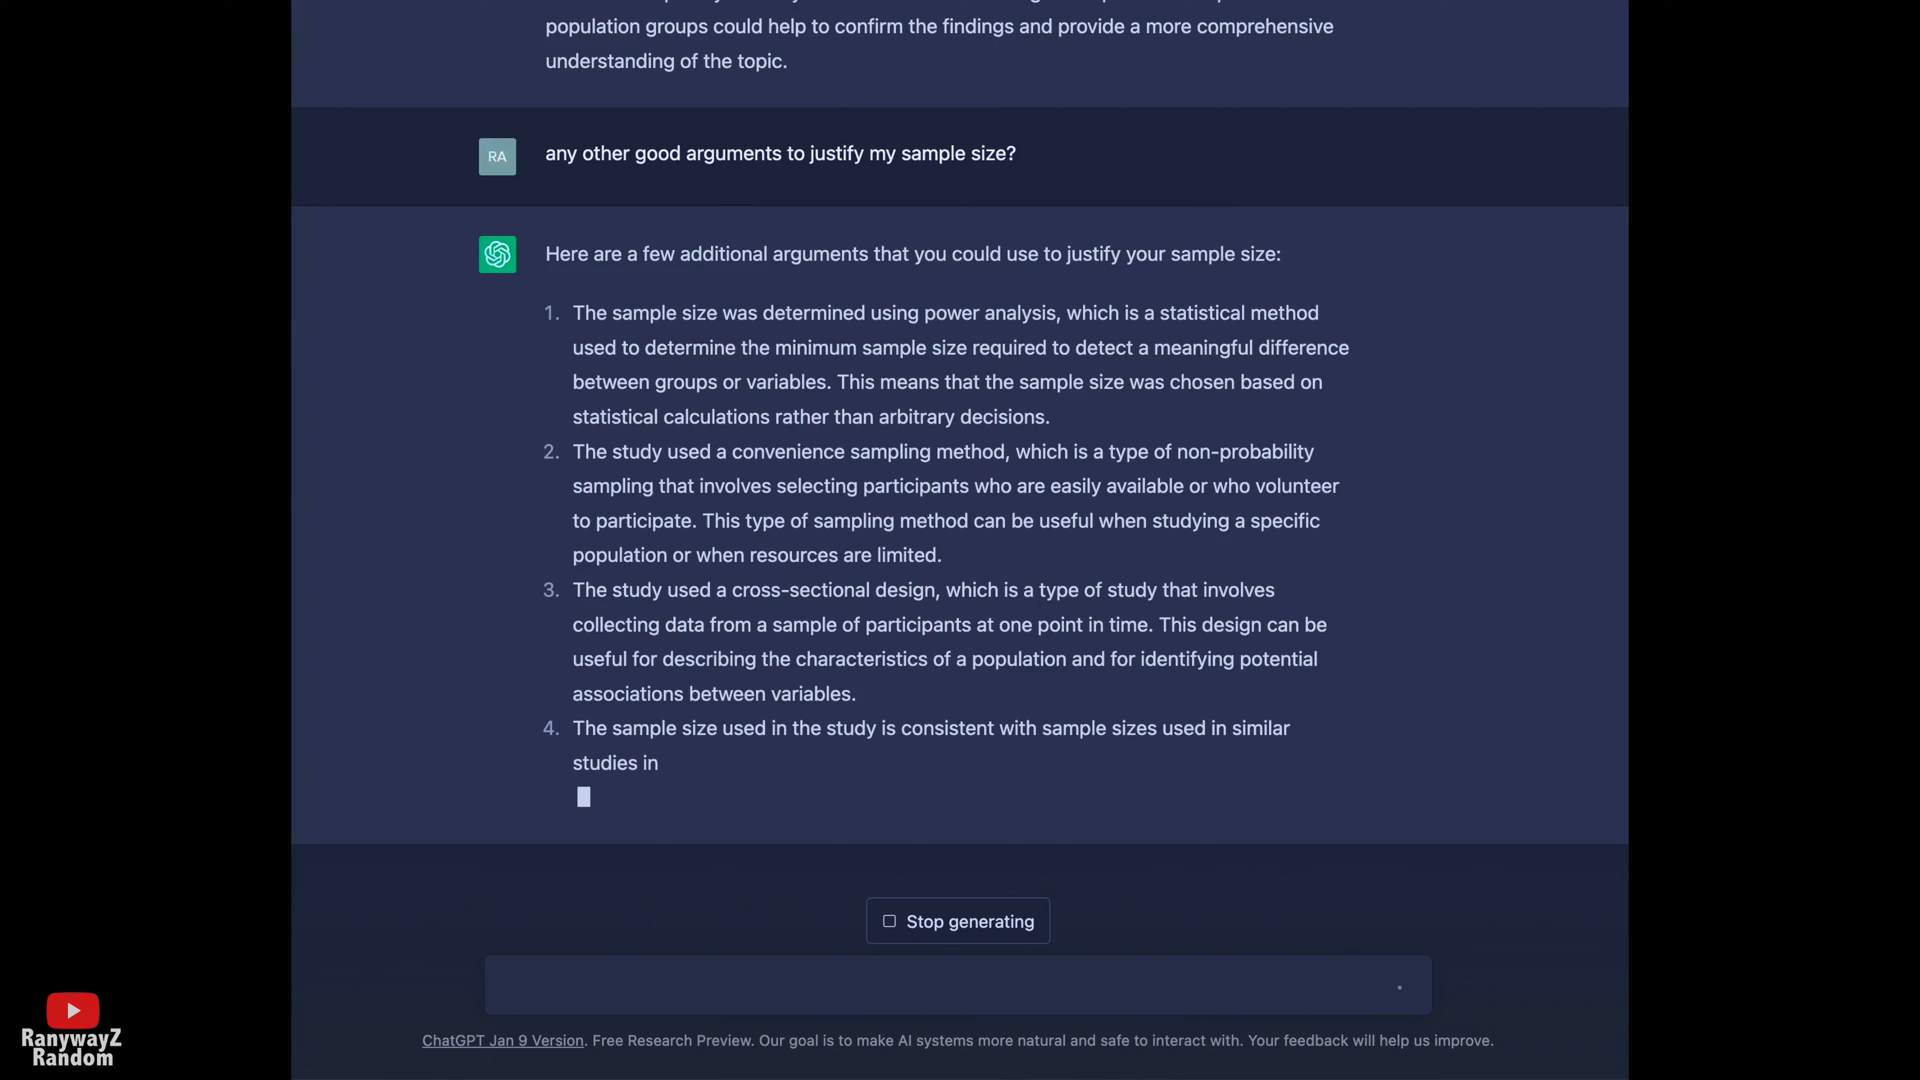 population groups could help to confirm the findings and provide a more comprehensive
understanding of the topic.
RA
any other good arguments to justify my sample size?
Here are a few additional arguments that you could use to justify your sample size:
1. The sample size was determined using power analysis, which is a statistical method
used to determine the minimum sample size required to detect a meaningful difference
between groups or variables. This means that the sample size was chosen based on
statistical calculations rather than arbitrary decisions.
2. The study used a convenience sampling method, which is a type of non-probability
sampling that involves selecting participants who are easily available or who volunteer
to participate. This type of sampling method can be useful when studying a specific
population or when resources are limited.
3. The study used a cross-sectional design, which is a type of study that involves
collecting data from a sample of participants at one point in time. This design can be
useful for describing the characteristics of a population and for identifying potential
associations between variables.
4. The sample size used in the study is consistent with sample sizes used in similar
studies in
Stop generating
ChatGPT Jan 9 Version. Free Research Preview. Our goal is to make AI systems more natural and safe to interact with. Your feedback will help us improve.
RanywayZ
Random